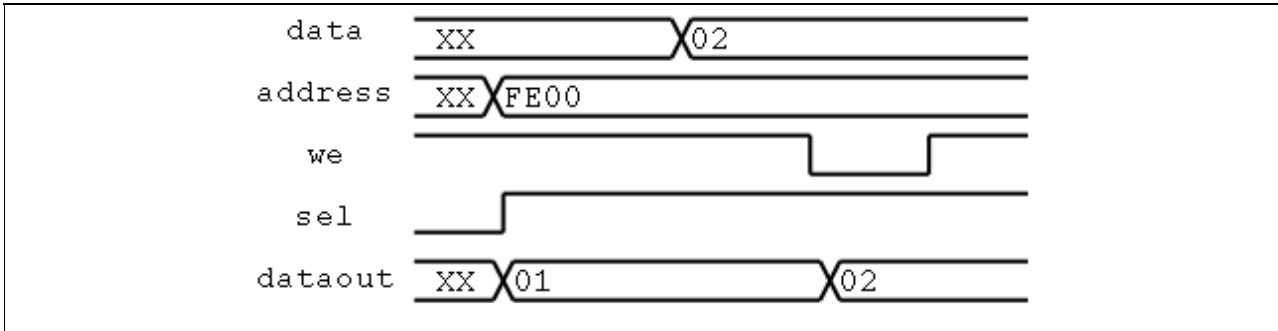 data XX 02
address XX FE00
we
sel
dataout XX 01 02